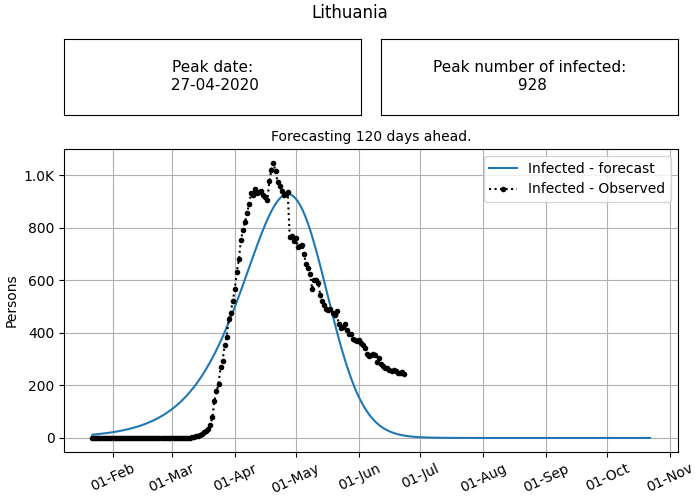 Lithuania
Peak date:
27-04-2020
Peak number of infected:
928
Forecasting 120 days ahead.
Infected - forecast
Infected - Observed
Persons
1.0K
800
600
400
200
0
01-Feb
01-Mar
01-Apr
01-May
01-Jun
01-Jul
01-Aug
01-Sep
01-Oct
01-Nov